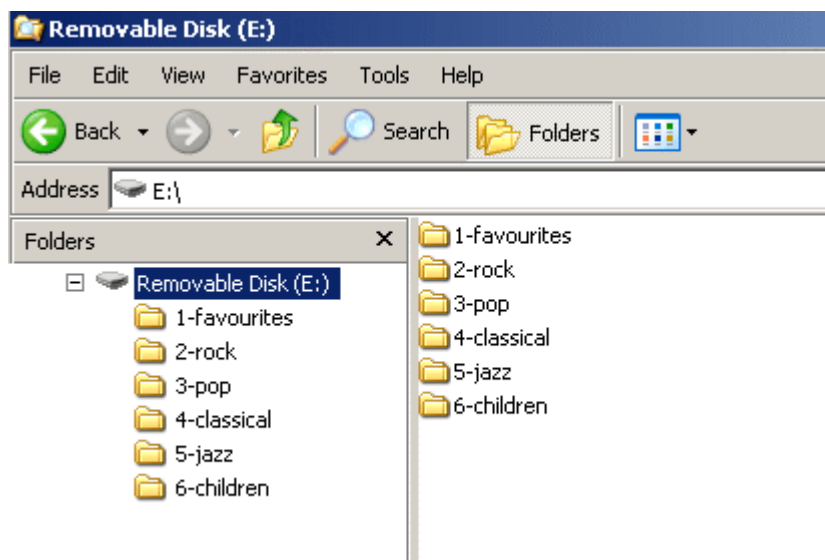 Removable Disk (E:)
File Edit View Favorites Tools Help
Back Search Folders
Address E:\
Folders
Removable Disk (E:)
1-favourites
2-rock
3-pop
4-classical
5-jazz
6-children
1-favourites
2-rock
3-pop
4-classical
5-jazz
6-children